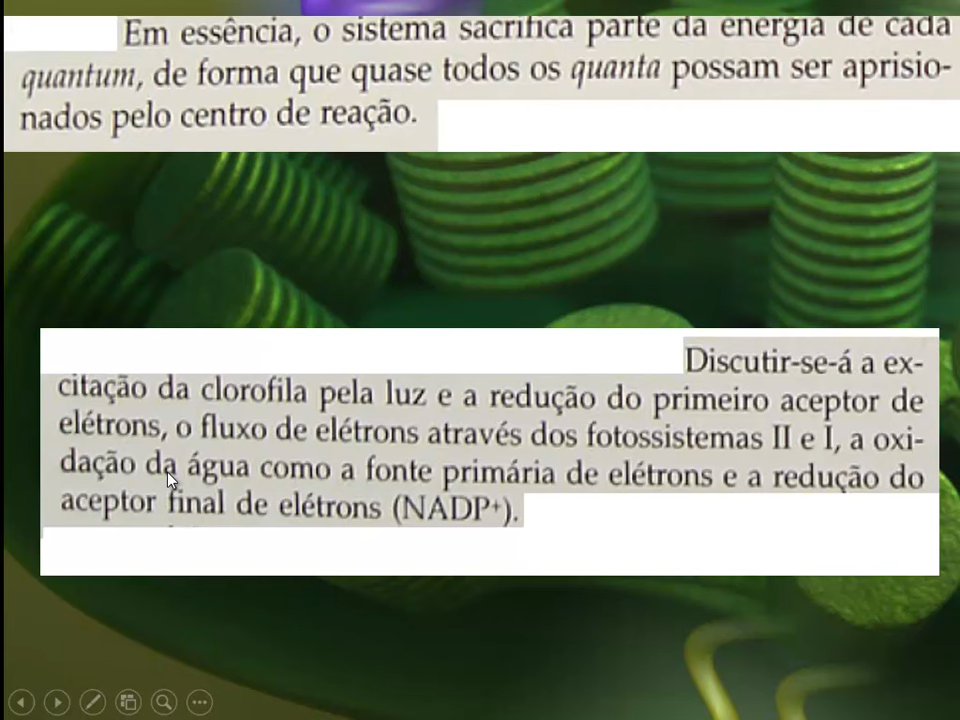 Em essência, o sistema sacrifica parte da energia de cada
quantum, de forma que quase todos os quanta possam ser aprisio-
nados pelo centro de reação.
Discutir-se-á a ex-
citação da clorofila pela luz e a redução do primeiro aceptor de
elétrons, o fluxo de elétrons através dos fotossistemas II e I, a oxi-
dação da água como a fonte primária de elétrons e a redução do
aceptor final de elétrons (NADP⁺).